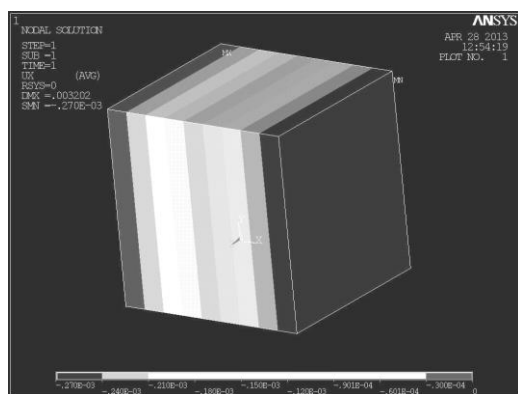 1
NODAL SOLUTION
STEP=1
SUB =1
TIME=1
UX (AVG)
RSYS=0
DMX =.003202
SMN =-.270E-03
ANSYS
APR 28 2013
12:54:19
PLOT NO. 1
MX
MN
Y
X
-.270E-03 -.210E-03 -.150E-03 -.901E-04 -.300E-04
-.240E-03 -.180E-03 -.120E-03 -.601E-04 0